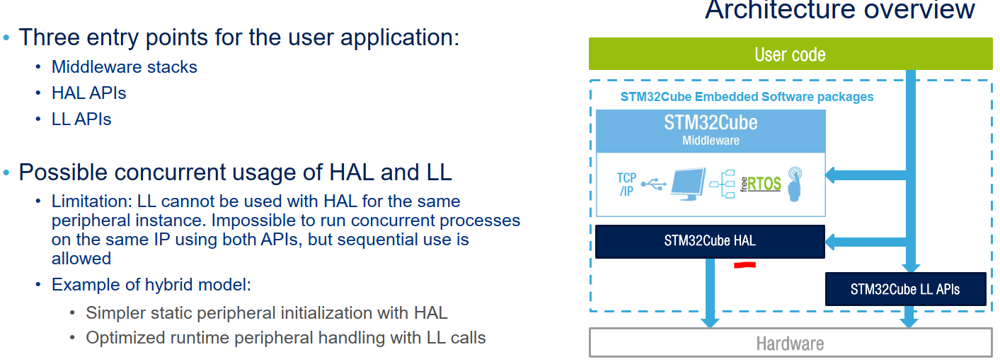 Architecture overview
• Three entry points for the user application:
• Middleware stacks
• HAL APIs
• LL APIs
• Possible concurrent usage of HAL and LL
• Limitation: LL cannot be used with HAL for the same
peripheral instance. Impossible to run concurrent processes
on the same IP using both APIs, but sequential use is
allowed
• Example of hybrid model:
• Simpler static peripheral initialization with HAL
• Optimized runtime peripheral handling with LL calls
User code
STM32Cube Embedded Software packages
STM32Cube
Middleware
TCP
/IP
free RTOS
STM32Cube HAL
STM32Cube LL APIs
Hardware